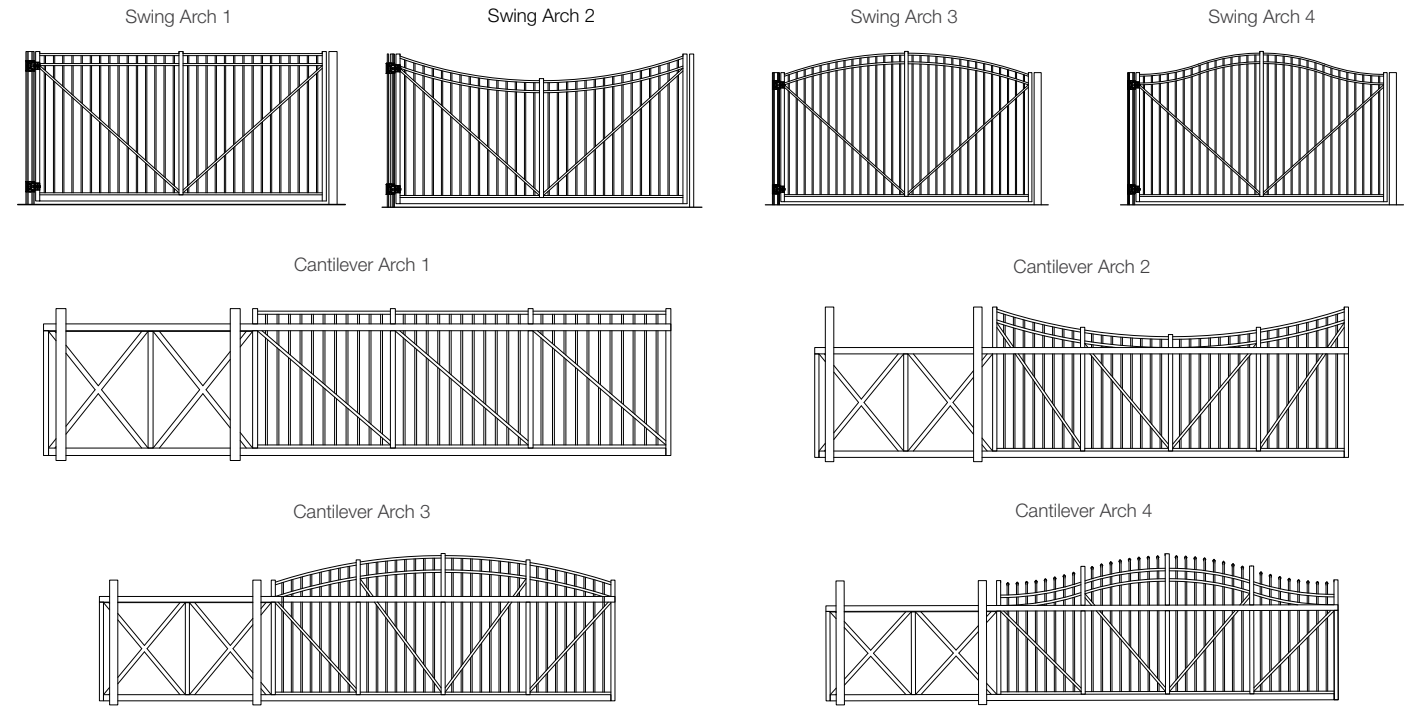 Swing Arch 1
Swing Arch 2
Swing Arch 3
Swing Arch 4
Cantilever Arch 1
Cantilever Arch 2
Cantilever Arch 3
Cantilever Arch 4